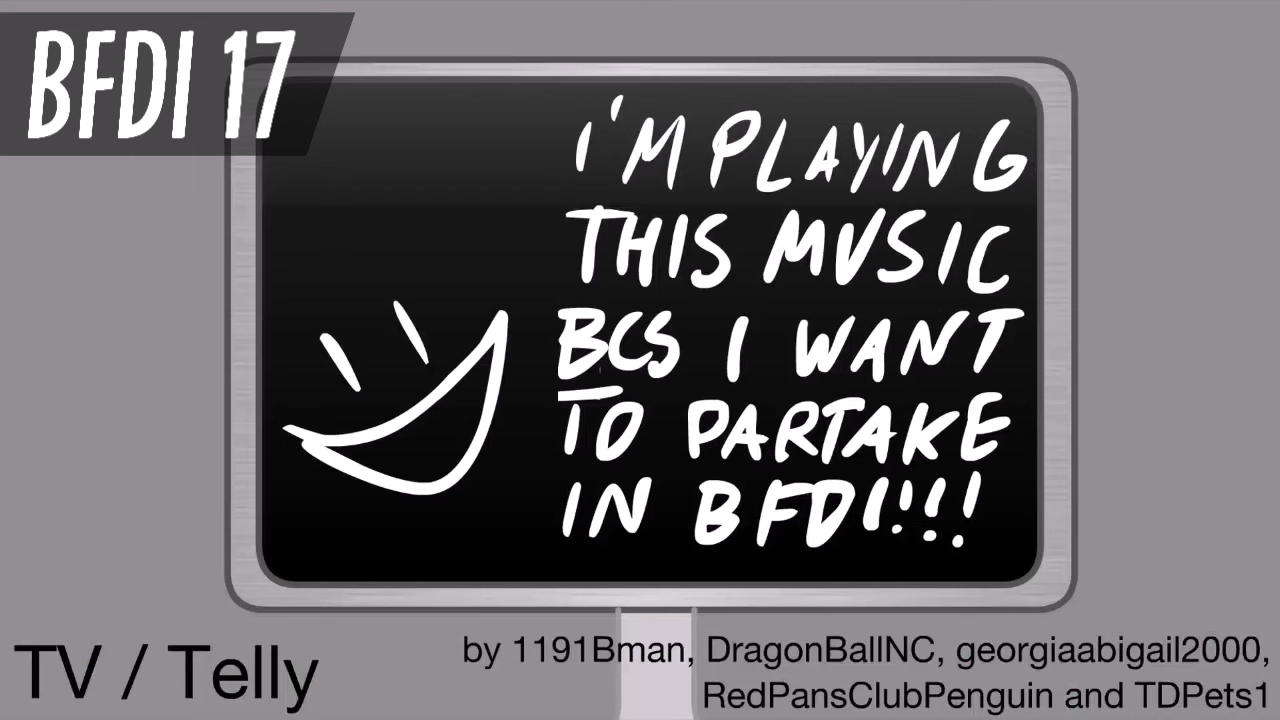 BFDI 17
I'M PLAYING
THIS MUSIC
BCS I WANT
TO PARTAKE
IN BFDI!!!
TV / Telly
by 1191Bman, DragonBallNC, georgiaabigail2000,
RedPansClubPenguin and TDPets1